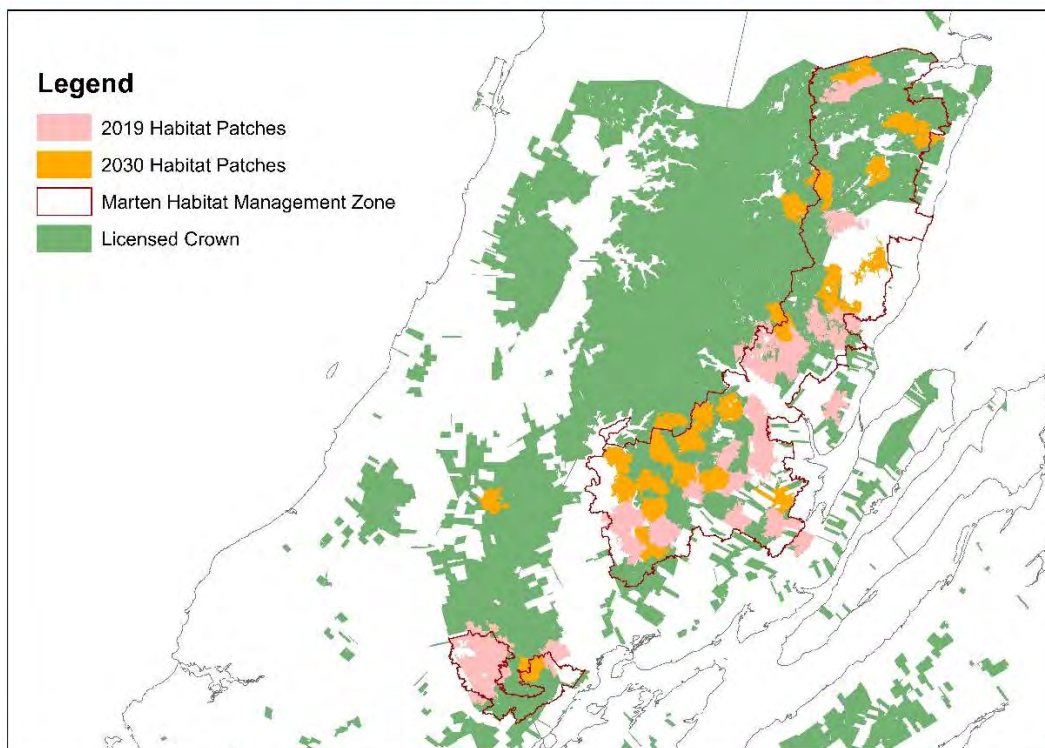 Legend
2019 Habitat Patches
2030 Habitat Patches
Marten Habitat Management Zone
Licensed Crown